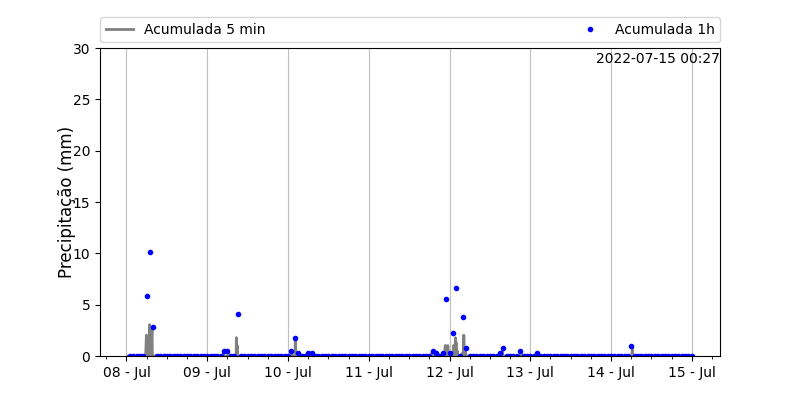 Acumulada 5 min
Acumulada 1h
2022-07-15 00:27
Precipitação (mm)
30
25
20
15
10
5
0
08 - Jul
09 - Jul
10 - Jul
11 - Jul
12 - Jul
13 - Jul
14 - Jul
15 - Jul